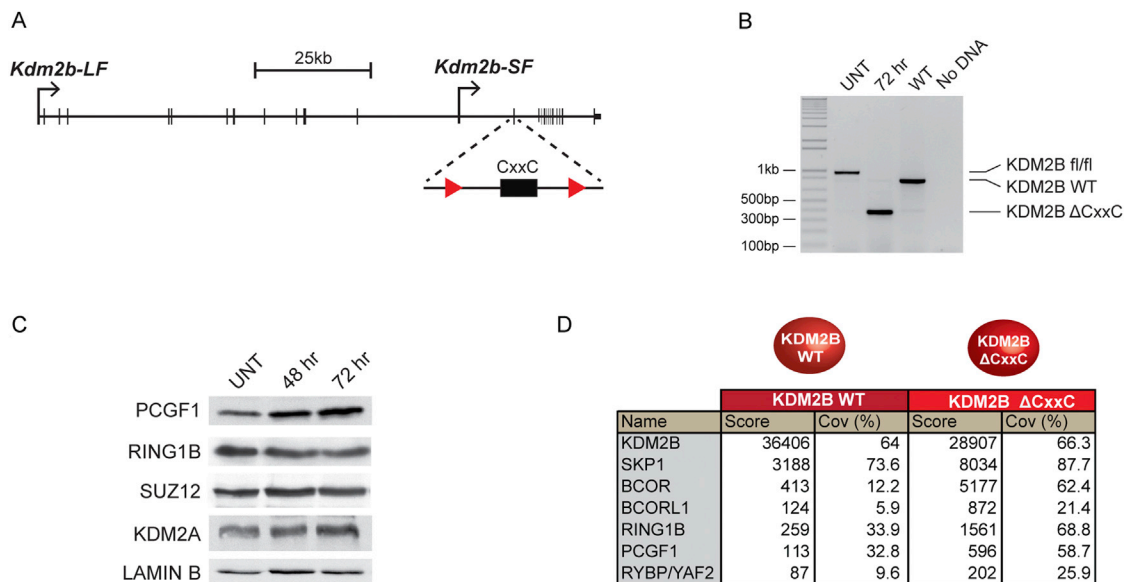 A
Kdm2b-LF
25kb
Kdm2b-SF
CxxC
B
UNT
72 hr
WT
No DNA
1kb
500bp
300bp
100bp
KDM2B fl/fl
KDM2B WT
KDM2B ΔCxxC
C
UNT
48 hr
72 hr
PCGF1
RING1B
SUZ12
KDM2A
LAMIN B
D
KDM2B
WT
KDM2B
ΔCxxC
KDM2B WT KDM2B ΔCxxC
Name Score Cov (%) Score Cov (%)
KDM2B 36406 64 28907 66.3
SKP1 3188 73.6 8034 87.7
BCOR 413 12.2 5177 62.4
BCORL1 124 5.9 872 21.4
RING1B 259 33.9 1561 68.8
PCGF1 113 32.8 596 58.7
RYBP/YAF2 87 9.6 202 25.9